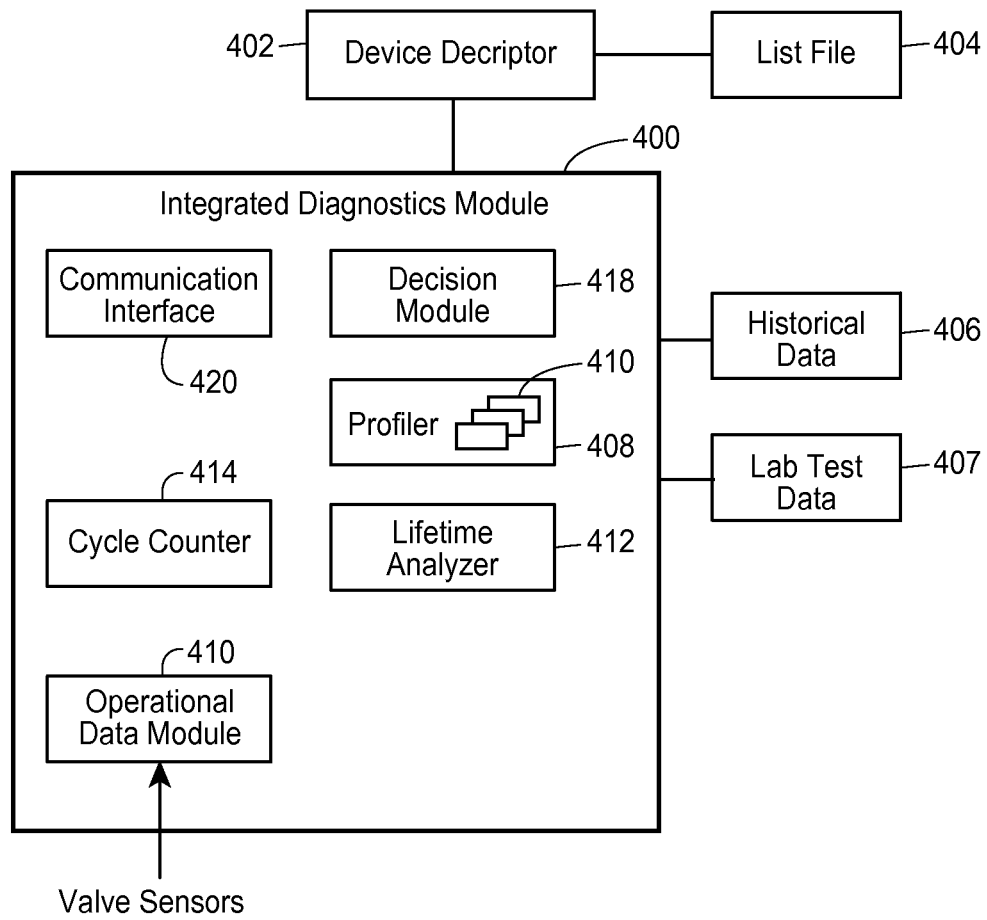 402
Device Decriptor
List File
404
400
Integrated Diagnostics Module
Communication
Interface
420
Decision
Module
418
Historical
Data
406
410
Profiler
408
Lab Test
Data
407
414
Cycle Counter
Lifetime
Analyzer
412
410
Operational
Data Module
Valve Sensors